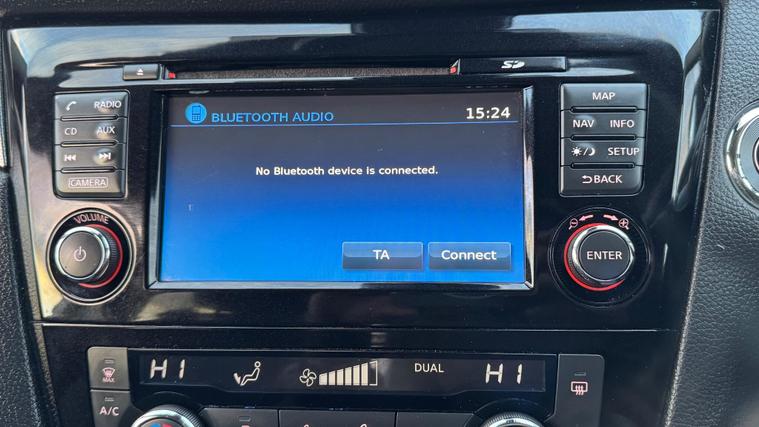 SD
RADIO
CD AUX
CAMERA
VOLUME
BLUETOOTH AUDIO 15:24
No Bluetooth device is connected.
TA Connect
MAP
NAV INFO
SETUP
BACK
ENTER
MAX
A/C
HI
DUAL
HI